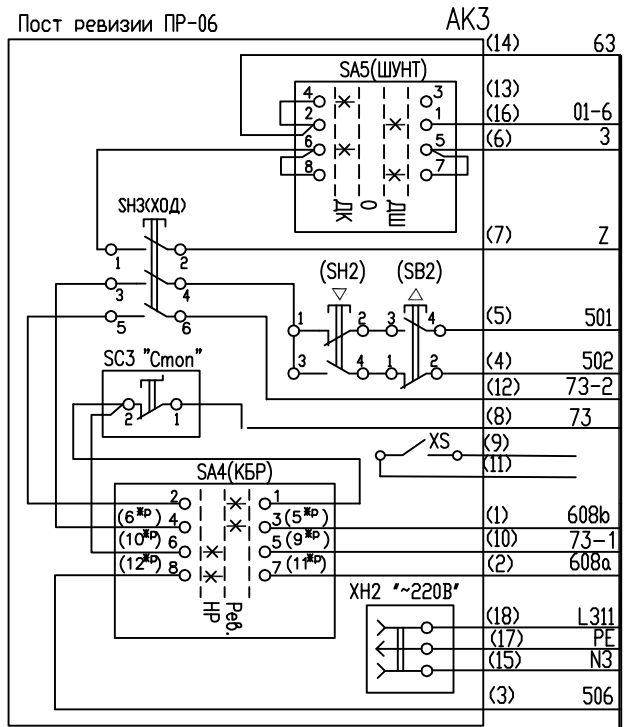 Пост ревизии ПР-06
АК3
(14) 63
SA5(ШУНТ)
4 3 (13)
2 1 (16) 01-6
6 5 (6) 3
8 7
ДК 0 ДШ
SH3(ХОД)
1 2 (7) Z
(SH2) (SB2)
3 4
5 6 1 2 3 4 (5) 501
3 4 1 2 (4) 502
SC3 "Стоп" (12) 73-2
2 1 (8) 73
XS (9)
(11)
SA4(КБР)
2 1
(6*р) 4 3 (5*р) (1) 608b
(10*р) 6 5 (9*р) (10) 73-1
(12*р) 8 7 (11*р) (2) 608a
НР Рев.
XH2 "~220В"
(18) L311
(17) PE
(15) N3
(3) 506